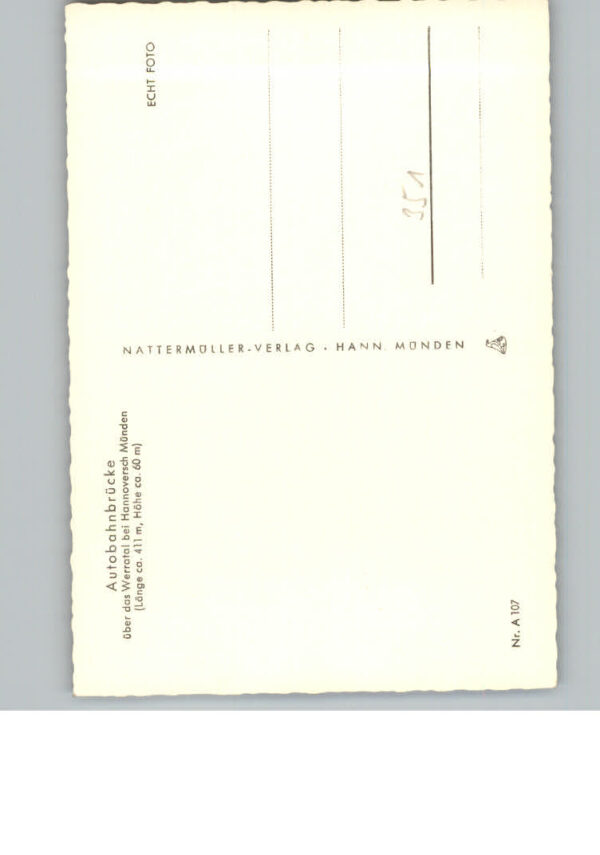 Autobahnbrücke
über das Werratal bei Hannoversch Münden
(Länge ca. 411 m, Höhe ca. 60 m)
Nr. A 107
NATTERMÜLLER-VERLAG · HANN. MÜNDEN
ECHT FOTO
351